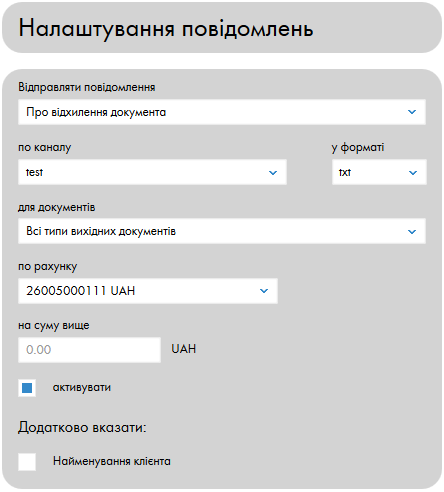 Налаштування повідомлень
Відправляти повідомлення
Про відхилення документа
по каналу
у форматі
test
txt
для документів
Всі типи вихідних документів
по рахунку
26005000111 UAH
на суму вище
0.00
UAH
активувати
Додатково вказати:
Найменування клієнта